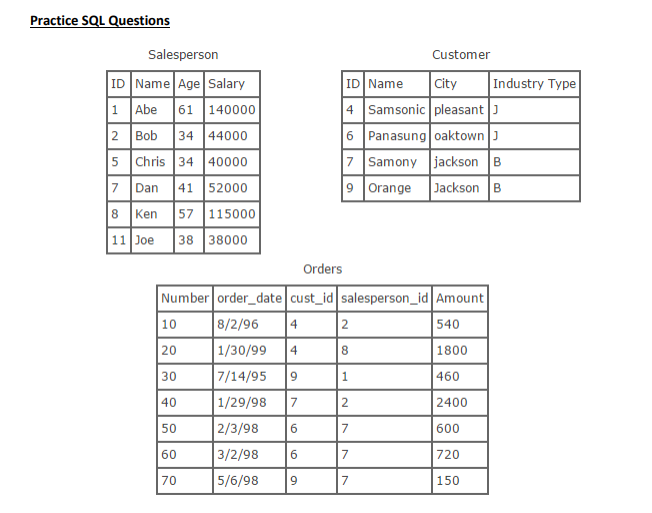 Practice SQL Questions
Salesperson
ID Name Age Salary
1 Abe 61 140000
2 Bob 34 44000
5 Chris 34 40000
7 Dan 41 52000
8 Ken 57 115000
11 Joe 38 38000
Customer
ID Name City Industry Type
4 Samsonic pleasant J
6 Panasung oaktown J
7 Samony jackson B
9 Orange Jackson B
Orders
Number order_date cust_id salesperson_id Amount
10 8/2/96 4 2 540
20 1/30/99 4 8 1800
30 7/14/95 9 1 460
40 1/29/98 7 2 2400
50 2/3/98 6 7 600
60 3/2/98 6 7 720
70 5/6/98 9 7 150